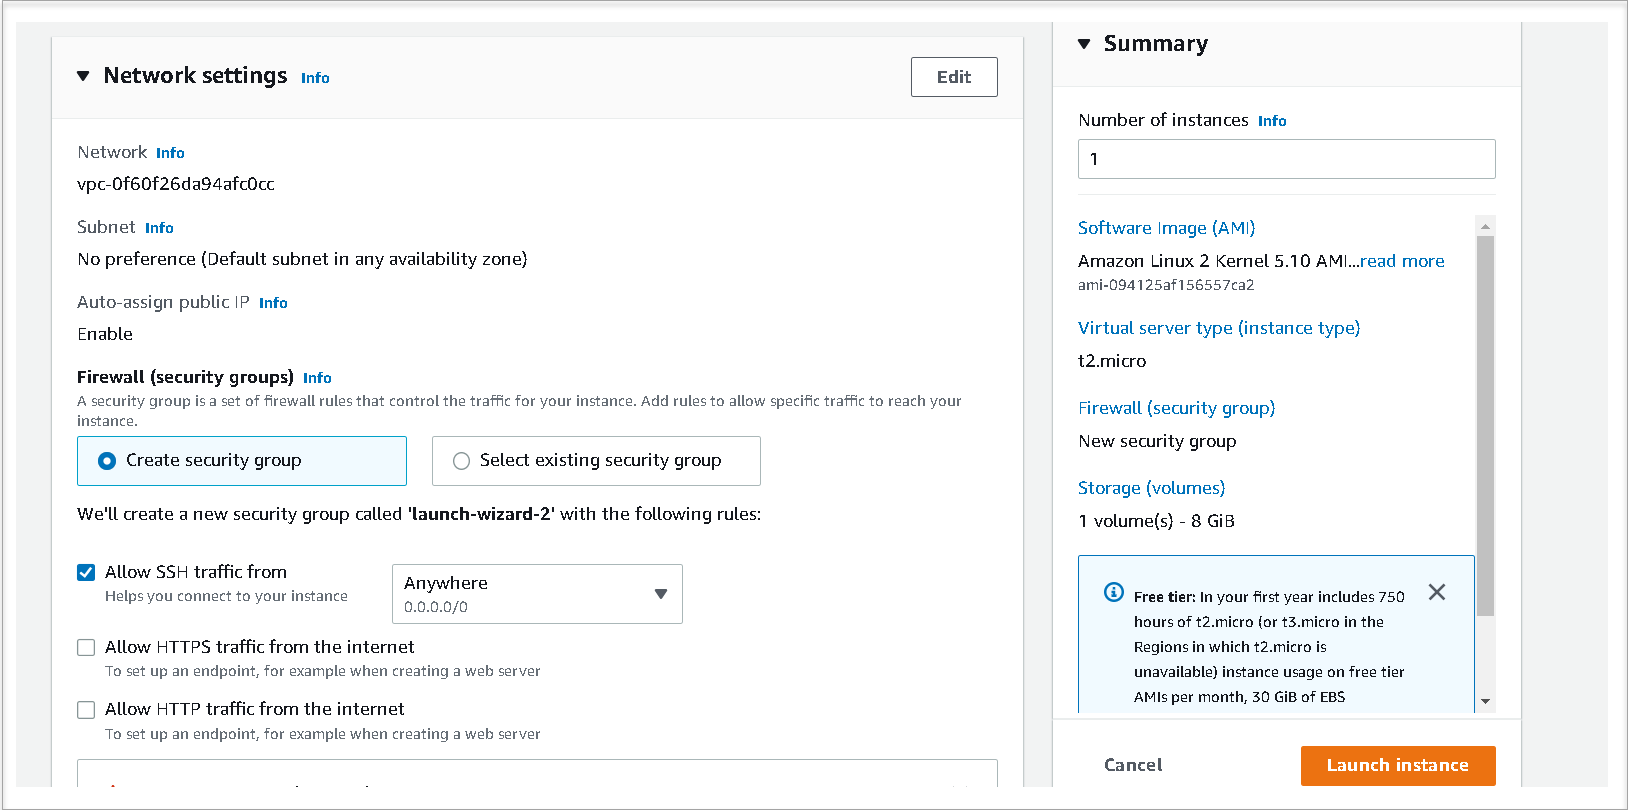 Network settings Info
Edit
Network Info
vpc-0f60f26da94afc0cc
Subnet Info
No preference (Default subnet in any availability zone)
Auto-assign public IP Info
Enable
Firewall (security groups) Info
A security group is a set of firewall rules that control the traffic for your instance. Add rules to allow specific traffic to reach your
instance.
Create security group
Select existing security group
We'll create a new security group called 'launch-wizard-2' with the following rules:
Allow SSH traffic from
Helps you connect to your instance
Anywhere
0.0.0.0/0
Allow HTTPS traffic from the internet
To set up an endpoint, for example when creating a web server
Allow HTTP traffic from the internet
To set up an endpoint, for example when creating a web server
Summary
Number of instances Info
1
Software Image (AMI)
Amazon Linux 2 Kernel 5.10 AMI...read more
ami-094125af156557ca2
Virtual server type (instance type)
t2.micro
Firewall (security group)
New security group
Storage (volumes)
1 volume(s) - 8 GiB
Free tier: In your first year includes 750
hours of t2.micro (or t3.micro in the
Regions in which t2.micro is
unavailable) instance usage on free tier
AMIs per month, 30 GiB of EBS
Cancel
Launch instance